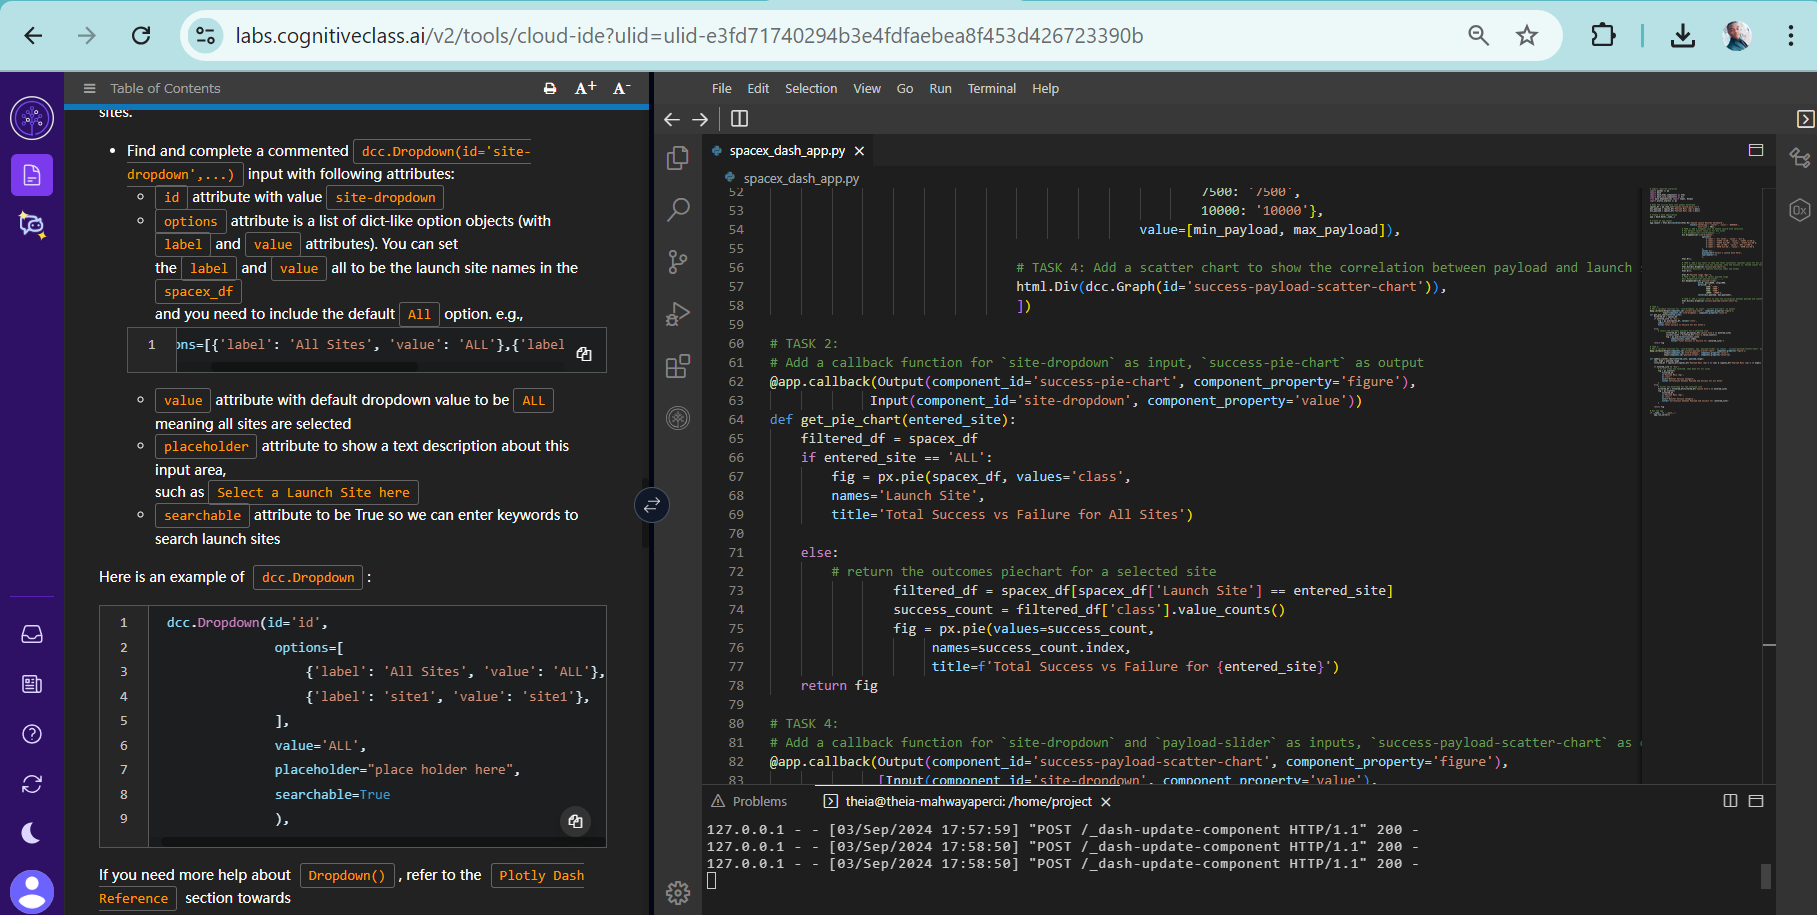 labs.cognitiveclass.ai/v2/tools/cloud-ide?ulid=ulid-e3fd71740294b3e4fdfaebea8f453d426723390b
Table of Contents
A+ A-
sites.
Find and complete a commented dcc.Dropdown(id='site-
dropdown',...) input with following attributes:
id attribute with value site-dropdown
options attribute is a list of dict-like option objects (with
label and value attributes). You can set
the label and value all to be the launch site names in the
spacex_df
and you need to include the default All option. e.g.,
1 ons=[{'label': 'All Sites', 'value': 'ALL'},{'label
value attribute with default dropdown value to be ALL
meaning all sites are selected
placeholder attribute to show a text description about this
input area,
such as Select a Launch Site here
searchable attribute to be True so we can enter keywords to
search launch sites
Here is an example of dcc.Dropdown :
1 dcc.Dropdown(id='id',
2 options=[
3 {'label': 'All Sites', 'value': 'ALL'},
4 {'label': 'site1', 'value': 'site1'},
5 ],
6 value='ALL',
7 placeholder="place holder here",
8 searchable=True
9 ),
If you need more help about Dropdown() , refer to the Plotly Dash
Reference section towards
File Edit Selection View Go Run Terminal Help
spacex_dash_app.py
spacex_dash_app.py
52 7500: '7500',
53 10000: '10000'},
54 value=[min_payload, max_payload]),
55
56 # TASK 4: Add a scatter chart to show the correlation between payload and launch
57 html.Div(dcc.Graph(id='success-payload-scatter-chart')),
58 ])
59
60 # TASK 2:
61 # Add a callback function for `site-dropdown` as input, `success-pie-chart` as output
62 @app.callback(Output(component_id='success-pie-chart', component_property='figure'),
63 Input(component_id='site-dropdown', component_property='value'))
64 def get_pie_chart(entered_site):
65 filtered_df = spacex_df
66 if entered_site == 'ALL':
67 fig = px.pie(spacex_df, values='class',
68 names='Launch Site',
69 title='Total Success vs Failure for All Sites')
70
71 else:
72 # return the outcomes piechart for a selected site
73 filtered_df = spacex_df[spacex_df['Launch Site'] == entered_site]
74 success_count = filtered_df['class'].value_counts()
75 fig = px.pie(values=success_count,
76 names=success_count.index,
77 title=f'Total Success vs Failure for {entered_site}')
78 return fig
79
80 # TASK 4:
81 # Add a callback function for `site-dropdown` and `payload-slider` as inputs, `success-payload-scatter-chart` as
82 @app.callback(Output(component_id='success-payload-scatter-chart', component_property='figure'),
83 [Input(component_id='site-dropdown', component_property='value'),
Problems
theia@theia-mahwayaperci: /home/project
127.0.0.1 - - [03/Sep/2024 17:57:59] "POST /_dash-update-component HTTP/1.1" 200 -
127.0.0.1 - - [03/Sep/2024 17:58:50] "POST /_dash-update-component HTTP/1.1" 200 -
127.0.0.1 - - [03/Sep/2024 17:58:50] "POST /_dash-update-component HTTP/1.1" 200 -